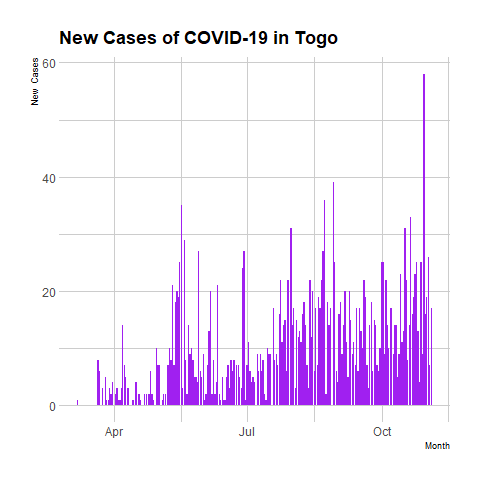 New Cases of COVID-19 in Togo
New Cases
60
40
20
0
Apr
Jul
Oct
Month